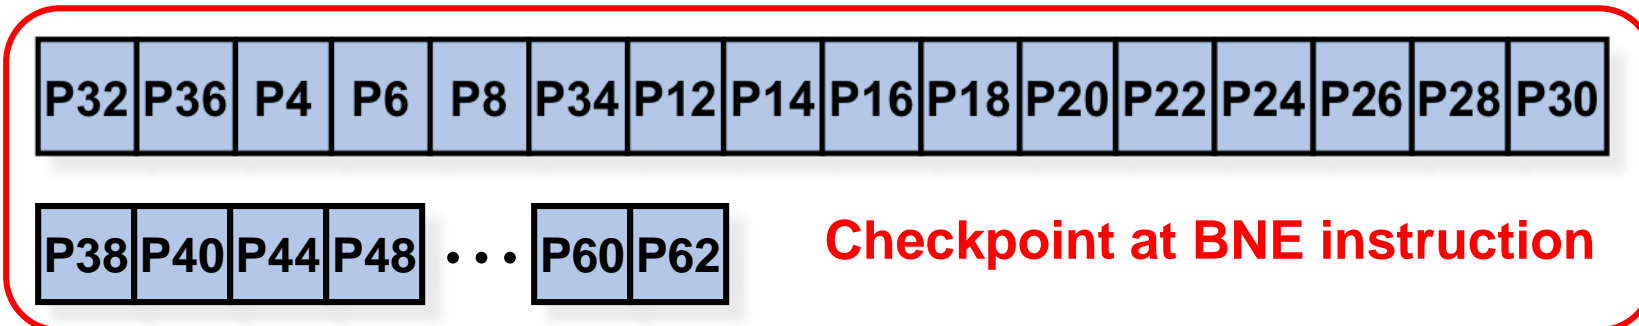 P32 P36 P4 P6 P8 P34 P12 P14 P16 P18 P20 P22 P24 P26 P28 P30
P38 P40 P44 P48 ... P60 P62 Checkpoint at BNE instruction